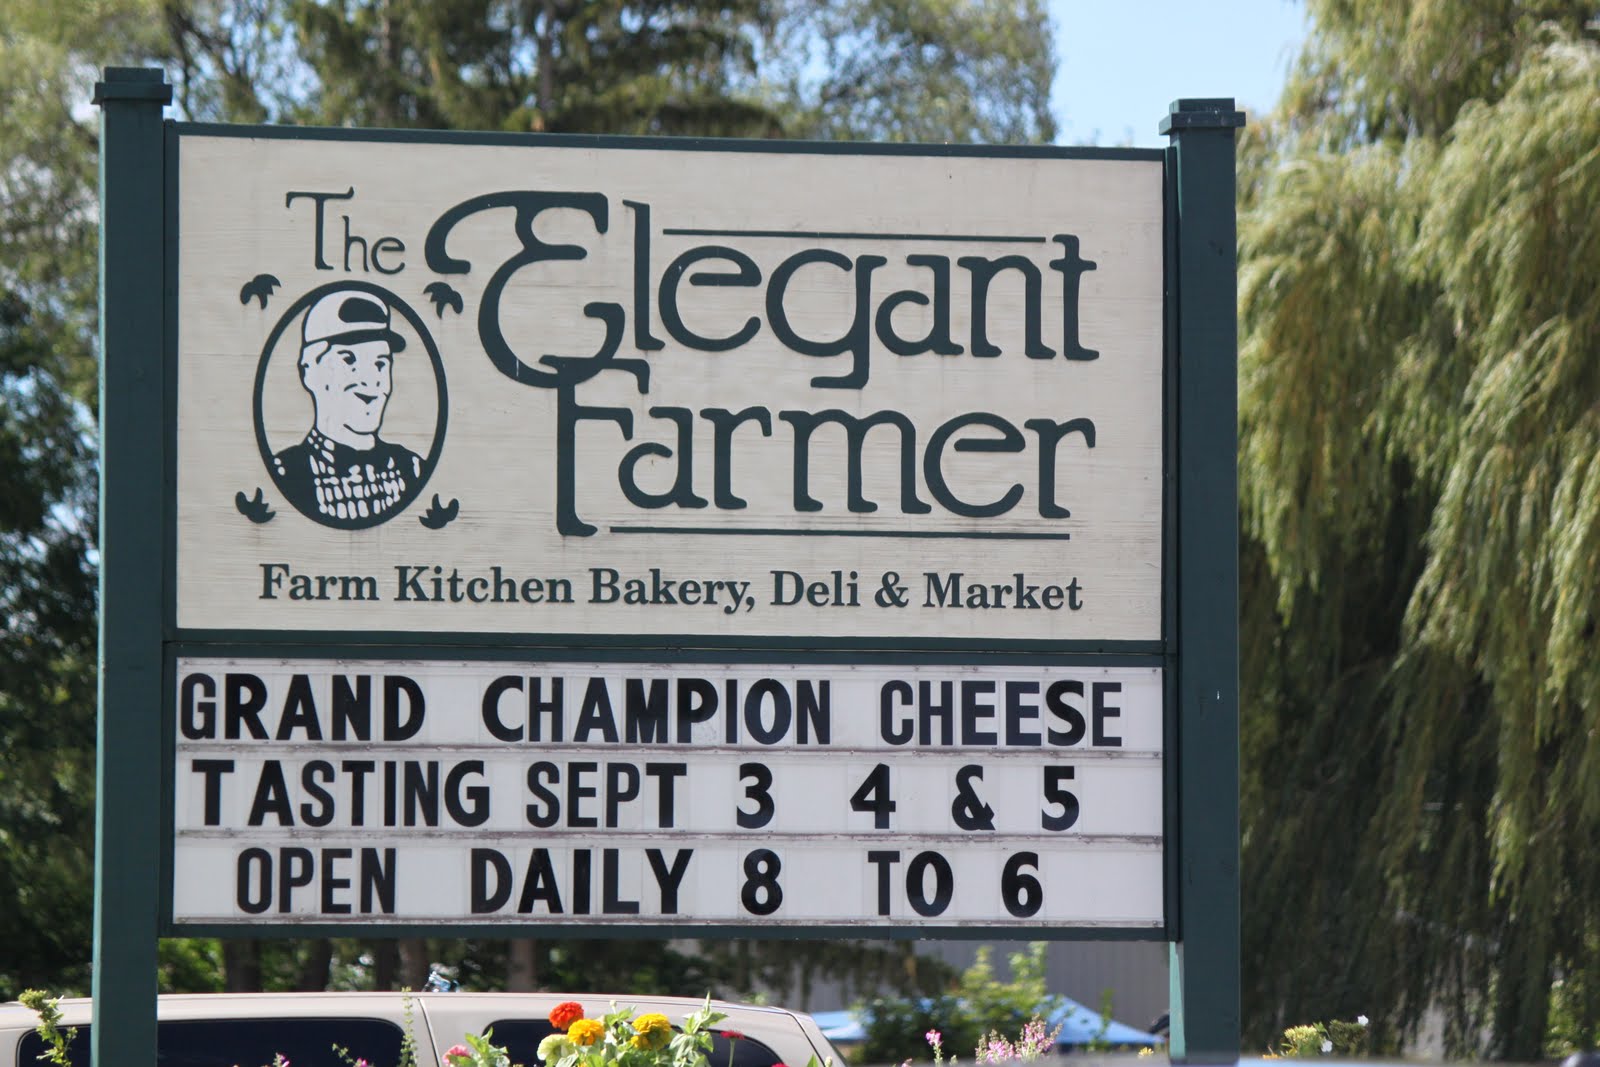 The Elegant
Farmer
Farm Kitchen Bakery, Deli & Market
GRAND CHAMPION CHEESE
TASTING SEPT 3 4 & 5
OPEN DAILY 8 TO 6